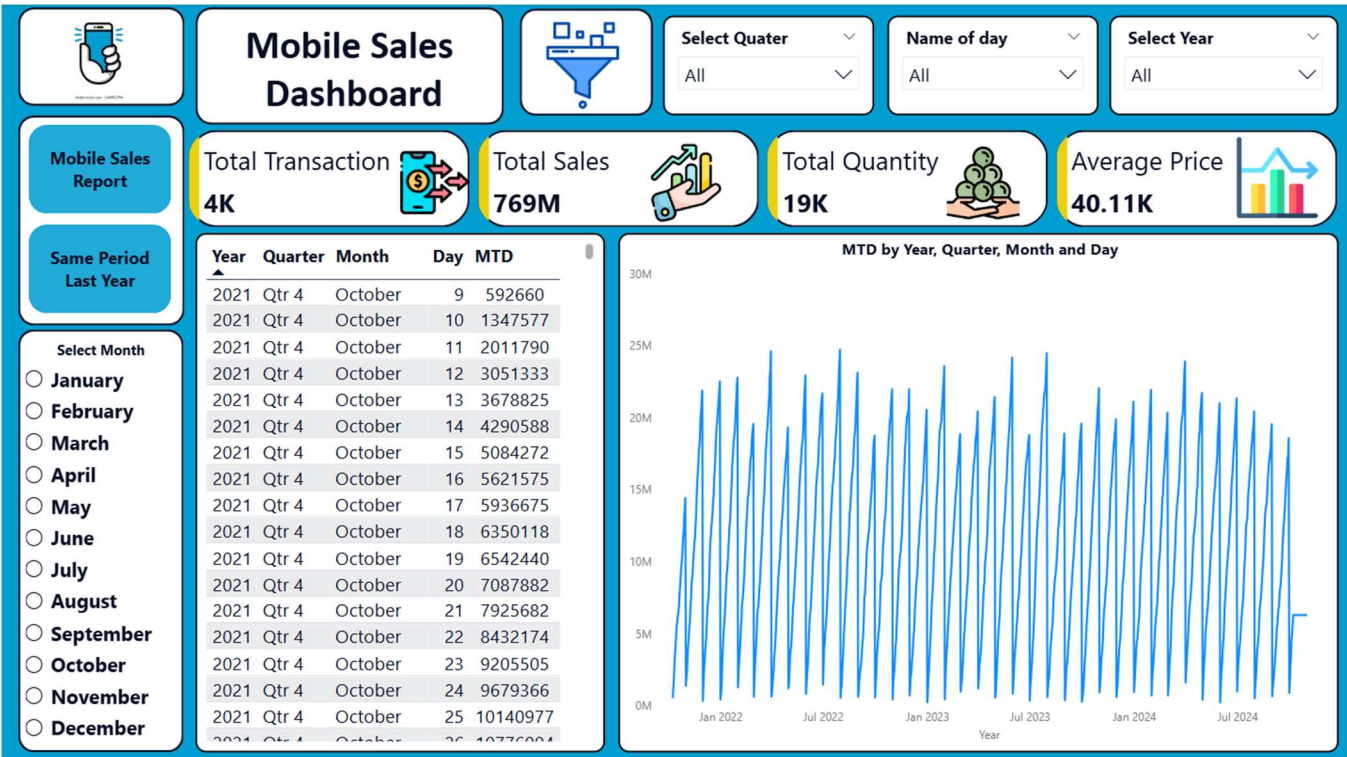 Mobile Sales
Dashboard
Select Quater
All
Name of day
All
Select Year
All
Mobile Sales
Report
Same Period
Last Year
Total Transaction
4K
Total Sales
769M
Total Quantity
19K
Average Price
40.11K
Select Month
January
February
March
April
May
June
July
August
September
October
November
December
Year Quarter Month Day MTD
2021 Qtr 4 October 9 592660
2021 Qtr 4 October 10 1347577
2021 Qtr 4 October 11 2011790
2021 Qtr 4 October 12 3051333
2021 Qtr 4 October 13 3678825
2021 Qtr 4 October 14 4290588
2021 Qtr 4 October 15 5084272
2021 Qtr 4 October 16 5621575
2021 Qtr 4 October 17 5936675
2021 Qtr 4 October 18 6350118
2021 Qtr 4 October 19 6542440
2021 Qtr 4 October 20 7087882
2021 Qtr 4 October 21 7925682
2021 Qtr 4 October 22 8432174
2021 Qtr 4 October 23 9205505
2021 Qtr 4 October 24 9679366
2021 Qtr 4 October 25 10140977
MTD by Year, Quarter, Month and Day
30M
25M
20M
15M
10M
5M
0M
Jan 2022 Jul 2022 Jan 2023 Jul 2023 Jan 2024 Jul 2024
Year